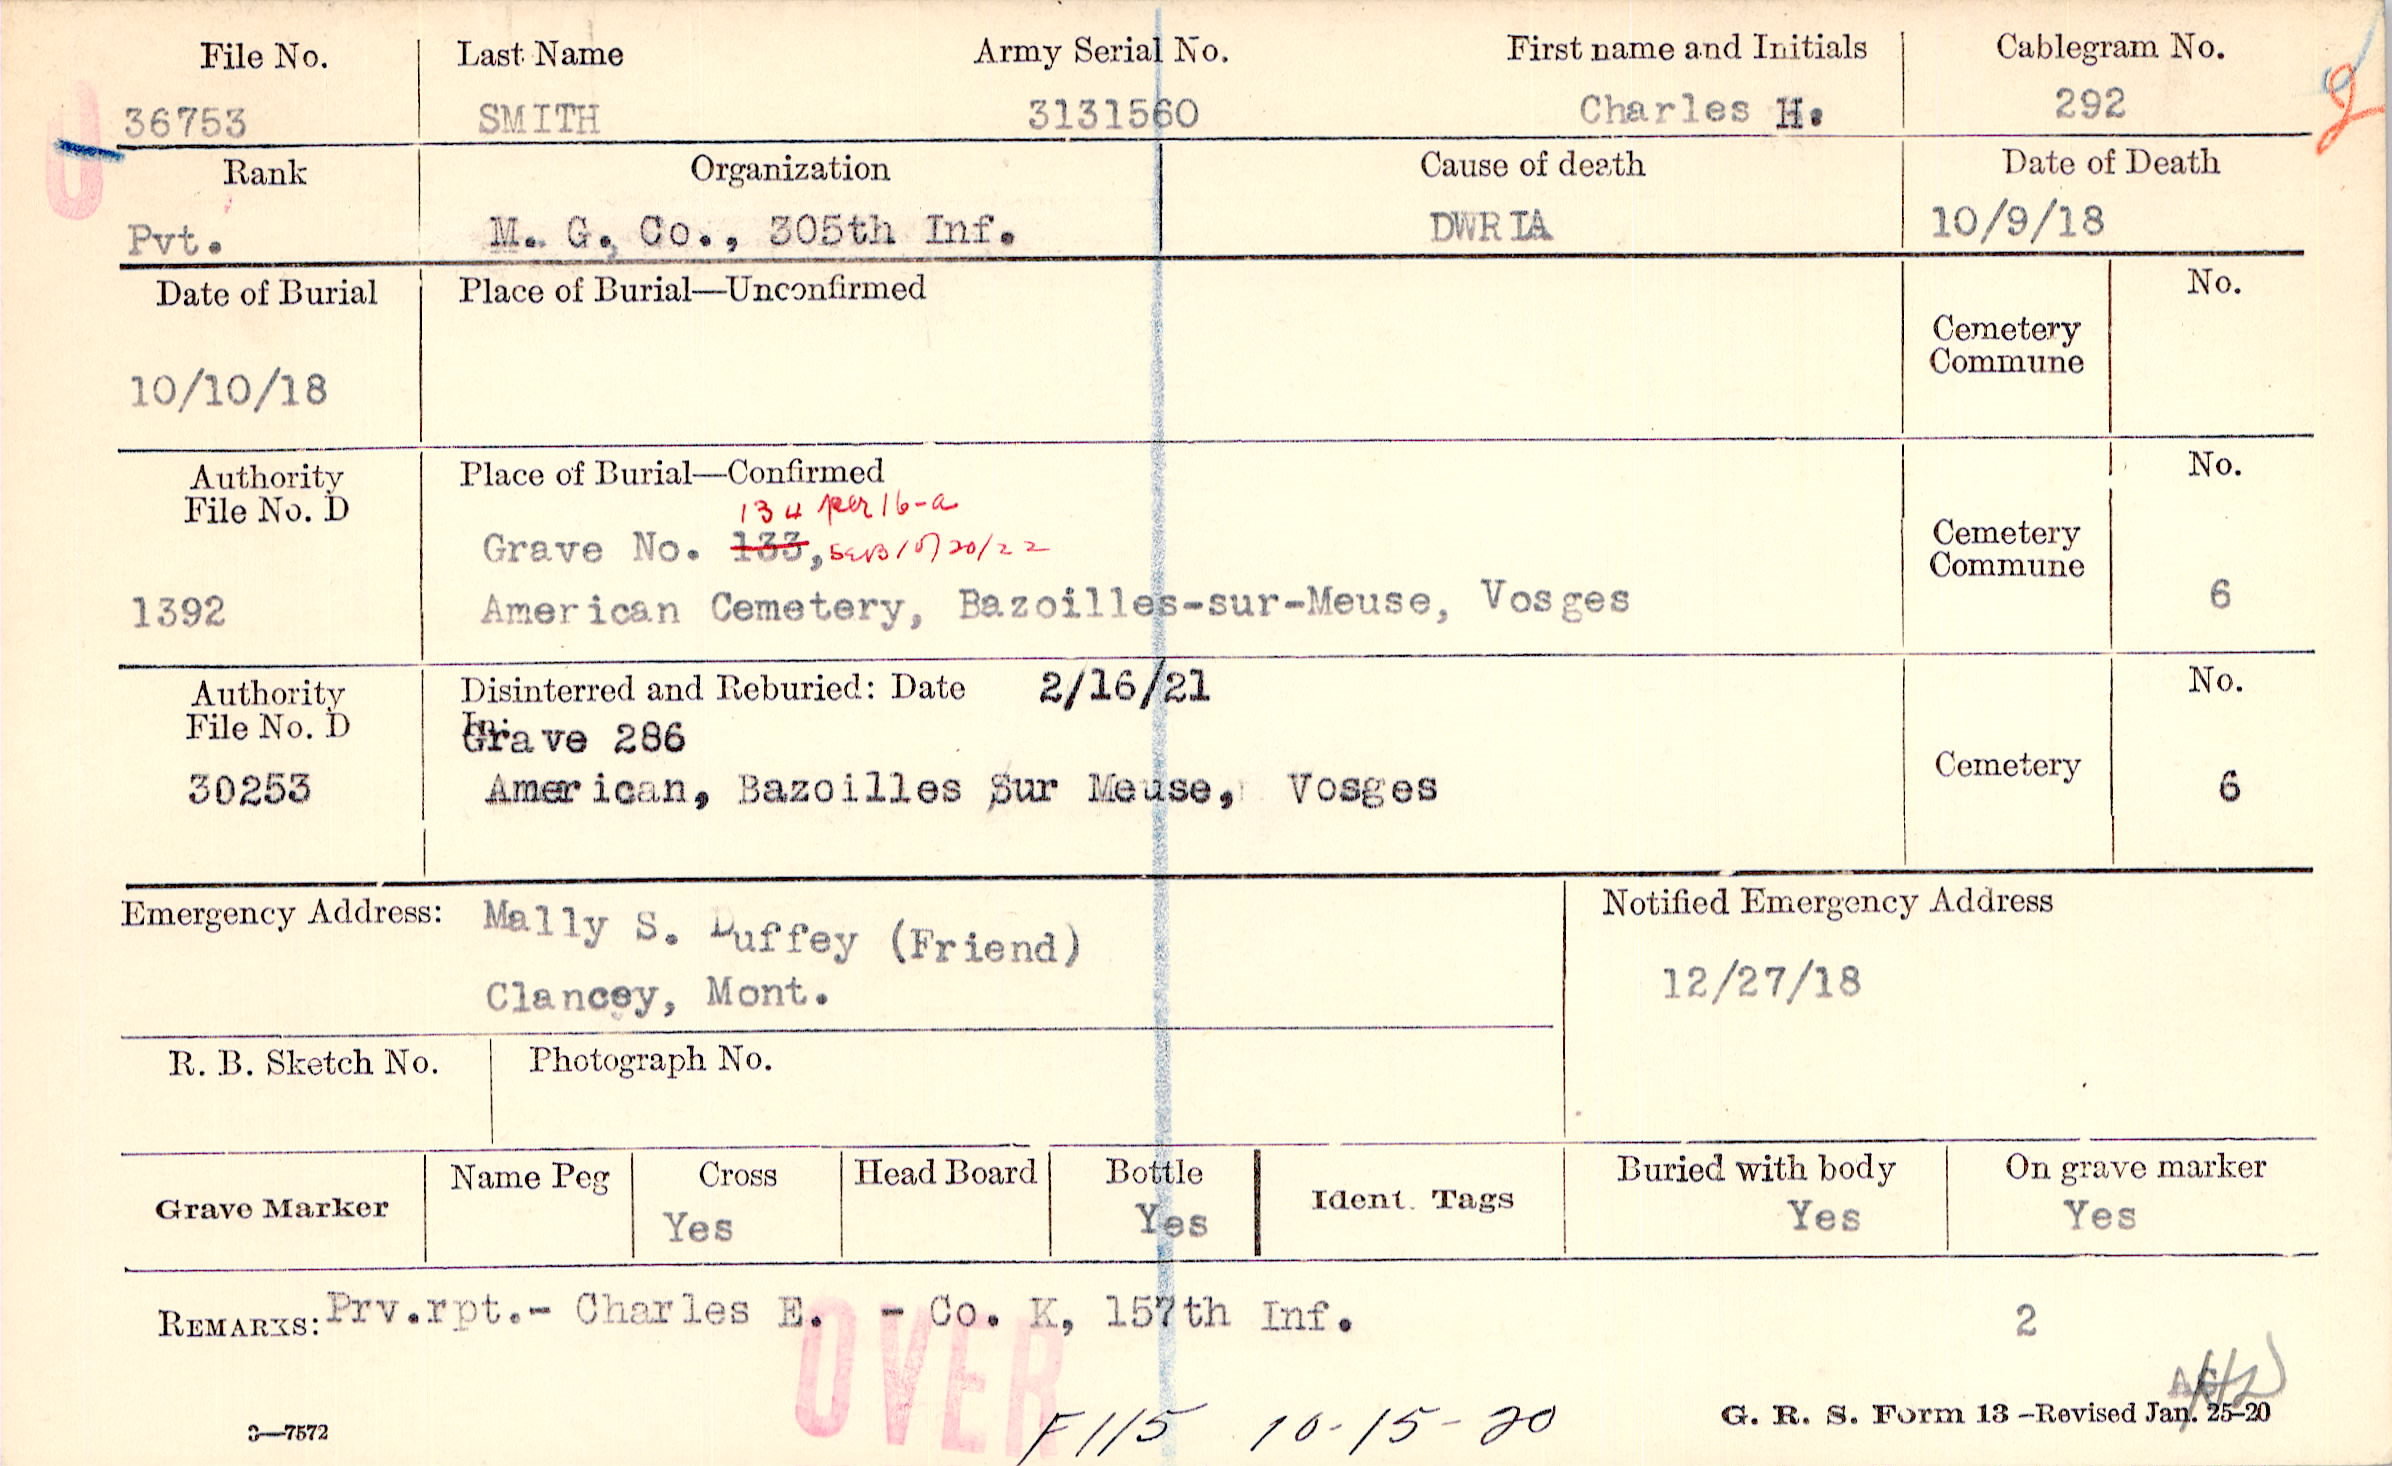 File No. Last Name Army Serial No. First name and Initials Cablegram No.
36753 SMITH 3131560 Charles H. 292
Rank Organization Cause of death Date of Death
Pvt. M. G. Co., 305th Inf. DWRIA 10/9/18
Date of Burial Place of Burial—Unconfirmed No.
Cemetery
Commune
10/10/18
Authority Place of Burial—Confirmed No.
File No. D
134 per 16-a
Grave No. 133, 10/20/22
Cemetery
Commune
1392 American Cemetery, Bazoilles-sur-Meuse, Vosges 6
Authority Disinterred and Reburied: Date 2/16/21 No.
File No. D In:
Grave 286
Cemetery
30253 American, Bazoilles Sur Meuse, Vosges 6
Emergency Address: Mally S. Duffey (Friend) Notified Emergency Address
Clancey, Mont. 12/27/18
R. B. Sketch No. Photograph No.
Grave Marker Name Peg Cross Head Board Bottle Ident. Tags Buried with body On grave marker
Yes Yes Yes Yes
REMARKS: Prv.rpt.- Charles E. - Co. K, 157th Inf. 2
OVER
F115 10-15-20
3—7572 G. R. S. Form 13 –Revised Jan. 25-20